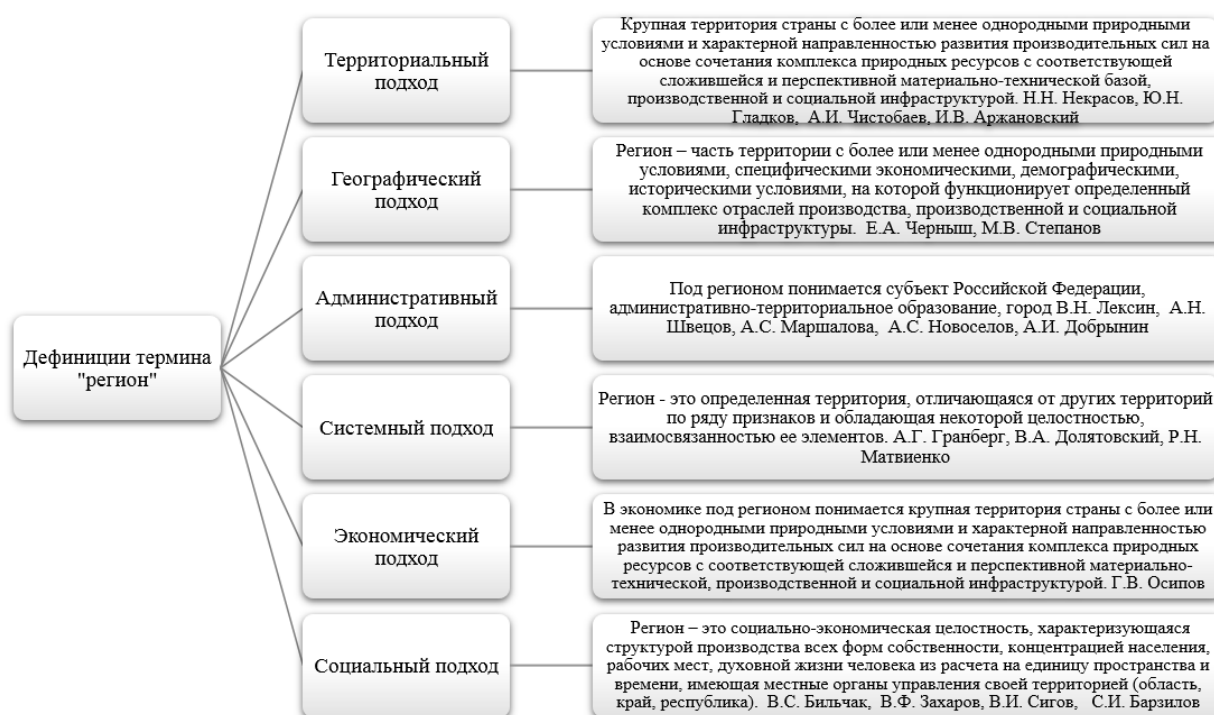 Дефиниции термина
"регион"
Территориальный
подход
Крупная территория страны с более или менее однородными природными
условиями и характерной направленностью развития производительных сил на
основе сочетания комплекса природных ресурсов с соответствующей
сложившейся и перспективной материально-технической базой,
производственной и социальной инфраструктурой. Н.Н. Некрасов, Ю.Н.
Гладков, А.И. Чистобаев, И.В. Аржановский
Географический
подход
Регион – часть территории с более или менее однородными природными
условиями, специфическими экономическими, демографическими,
историческими условиями, на которой функционирует определенный
комплекс отраслей производства, производственной и социальной
инфраструктуры. Е.А. Черныш, М.В. Степанов
Административный
подход
Под регионом понимается субъект Российской Федерации,
административно-территориальное образование, город В.Н. Лексин, А.Н.
Швецов, А.С. Маршалова, А.С. Новоселов, А.И. Добрынин
Системный подход
Регион - это определенная территория, отличающаяся от других территорий
по ряду признаков и обладающая некоторой целостностью,
взаимосвязанностью ее элементов. А.Г. Гранберг, В.А. Долятовский, Р.Н.
Матвиенко
Экономический
подход
В экономике под регионом понимается крупная территория страны с более или
менее однородными природными условиями и характерной направленностью
развития производительных сил на основе сочетания комплекса природных
ресурсов с соответствующей сложившейся и перспективной материально-
технической, производственной и социальной инфраструктурой. Г.В. Осипов
Социальный подход
Регион – это социально-экономическая целостность, характеризующаяся
структурой производства всех форм собственности, концентрацией населения,
рабочих мест, духовной жизни человека из расчета на единицу пространства и
времени, имеющая местные органы управления своей территорией (область,
край, республика). В.С. Бильчак, В.Ф. Захаров, В.И. Сигов, С.И. Барзилов